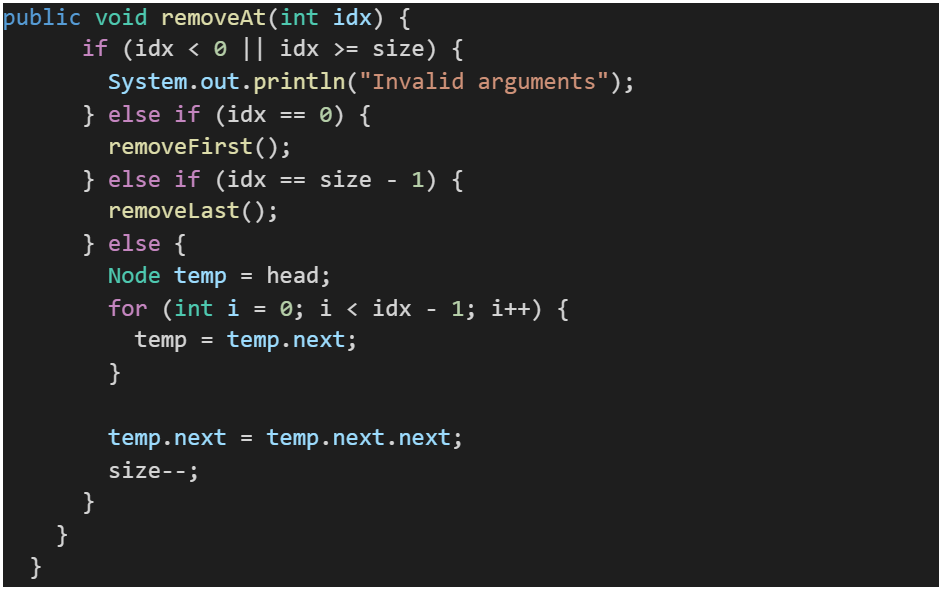 public void removeAt(int idx) {
      if (idx < 0 || idx >= size) {
        System.out.println("Invalid arguments");
      } else if (idx == 0) {
        removeFirst();
      } else if (idx == size - 1) {
        removeLast();
      } else {
        Node temp = head;
        for (int i = 0; i < idx - 1; i++) {
          temp = temp.next;
        }

        temp.next = temp.next.next;
        size--;
      }
    }
  }